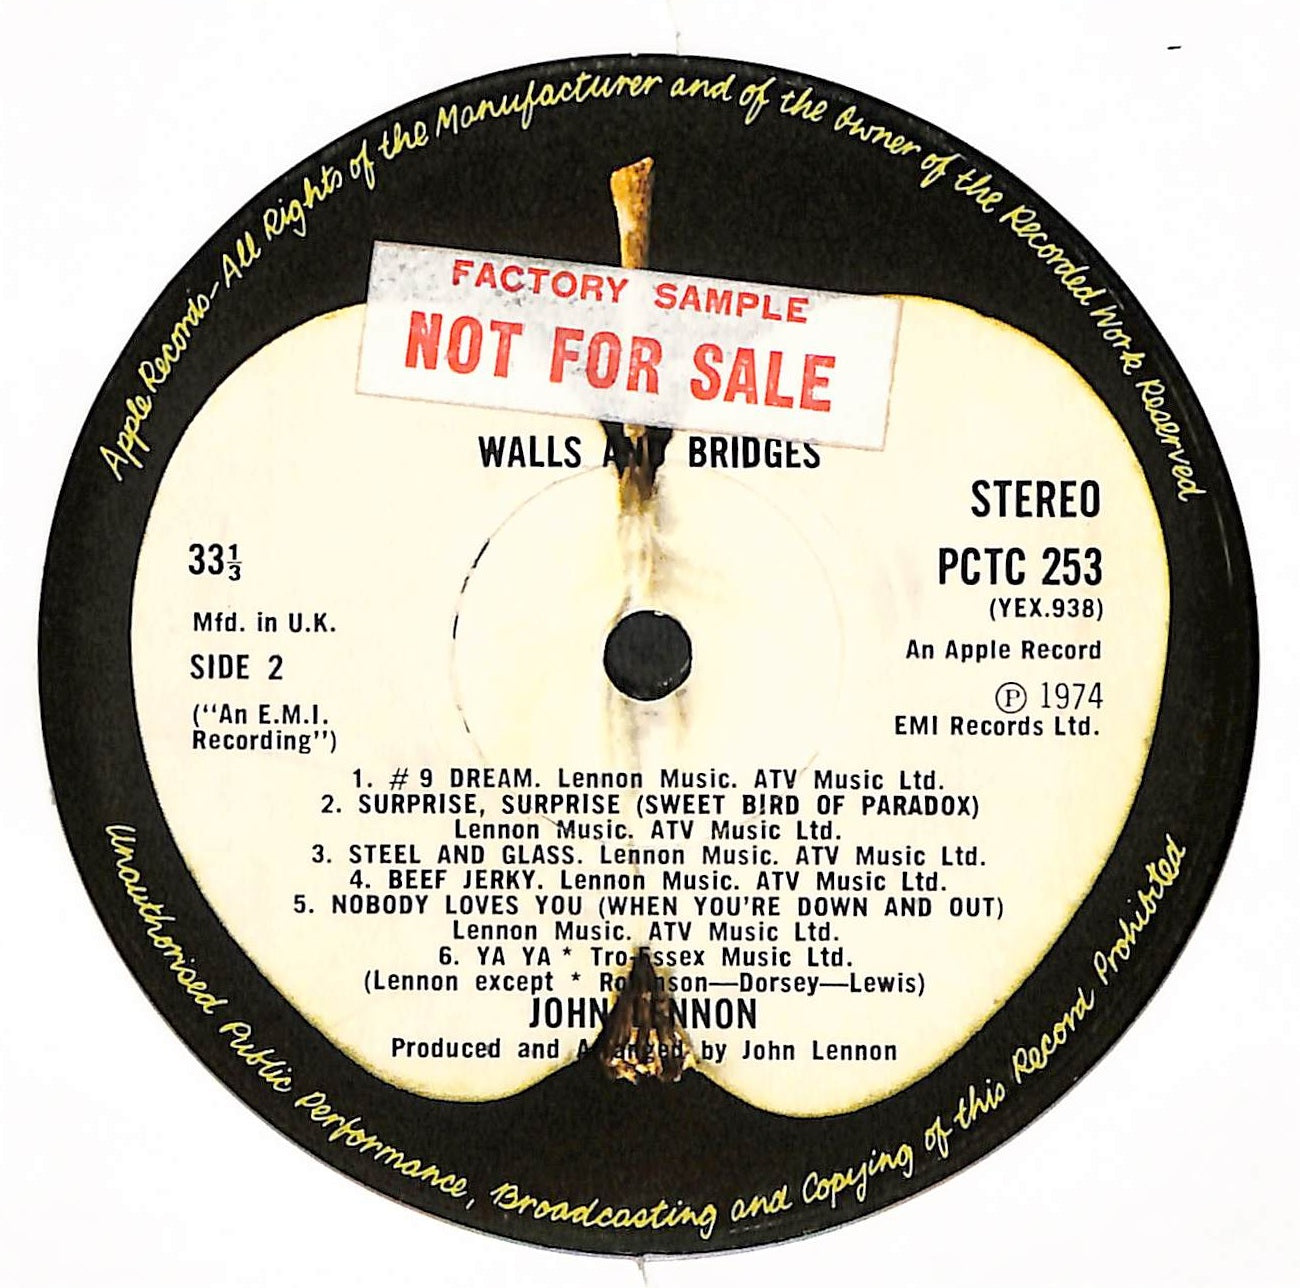 Apple Records-All Rights of the Manufacturer and of the Owner of the Recorded Work Reserved
FACTORY SAMPLE
NOT FOR SALE
WALLS AND BRIDGES
STEREO
33⅓
PCTC 253
(YEX.938)
Mfd. in U.K.
An Apple Record
SIDE 2
Ⓟ 1974
("An E.M.I.
EMI Records Ltd.
Recording")
1. # 9 DREAM. Lennon Music. ATV Music Ltd.
2. SURPRISE, SURPRISE (SWEET BIRD OF PARADOX)
Lennon Music. ATV Music Ltd.
3. STEEL AND GLASS. Lennon Music. ATV Music Ltd.
4. BEEF JERKY. Lennon Music. ATV Music Ltd.
5. NOBODY LOVES YOU (WHEN YOU'RE DOWN AND OUT)
Lennon Music. ATV Music Ltd.
6. YA YA * Tro-Essex Music Ltd.
(Lennon except * Robinson—Dorsey—Lewis)
JOHN LENNON
Produced and Arranged by John Lennon
Unauthorised Public Performance, Broadcasting and Copying of this Record Prohibited